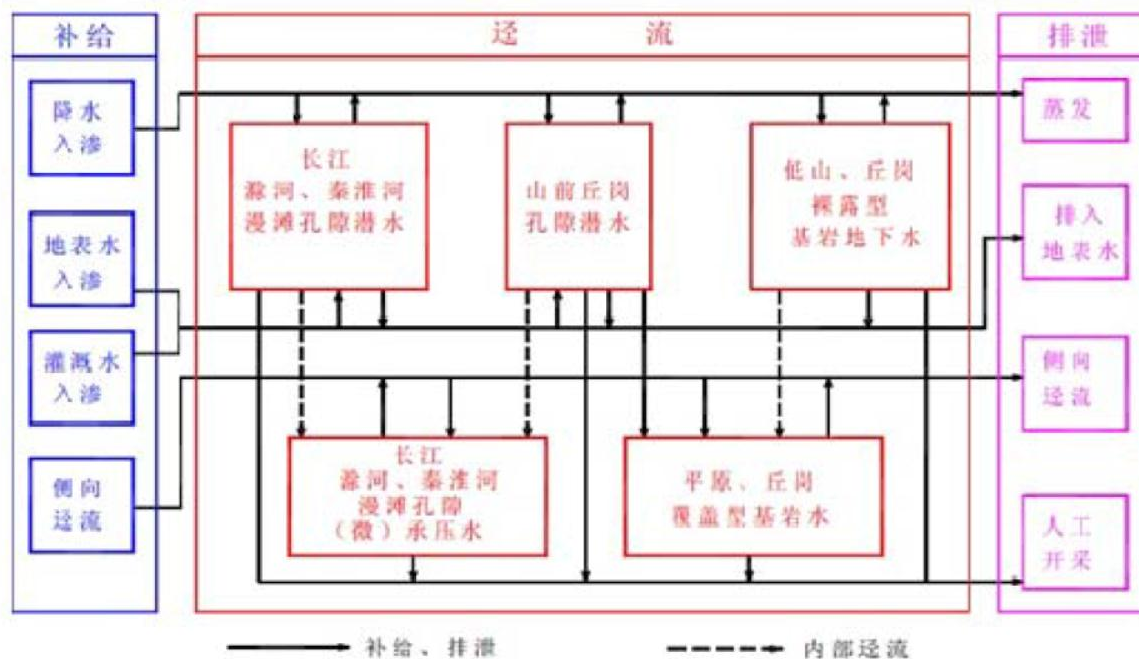 补给
降水
入渗
地表水
入渗
灌溉水
入渗
侧向
迳流
迳 流
长江
滁河、秦淮河
漫滩孔隙潜水
山前丘岗
孔隙潜水
低山、丘岗
裸露型
基岩地下水
长江
滁河、秦淮河
漫滩孔隙
（微）承压水
平原、丘岗
覆盖型基岩水
排泄
蒸发
排入
地表水
侧向
迳流
人工
开采
补给、排泄
内部迳流